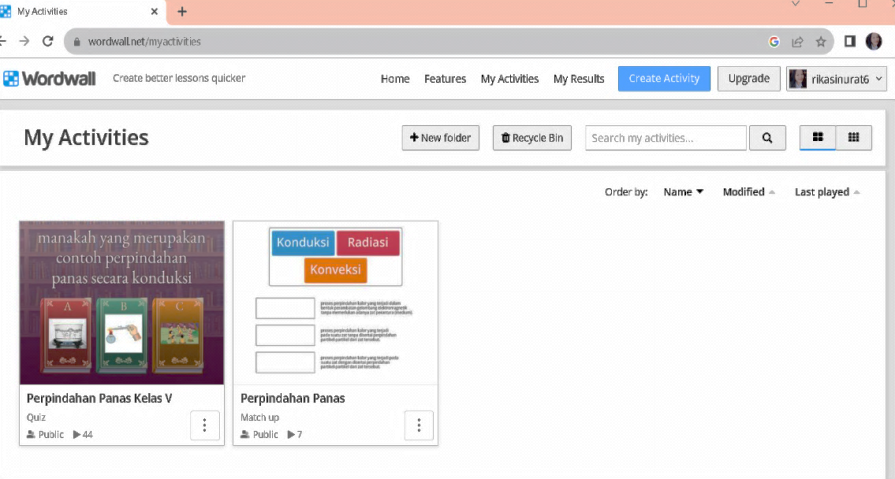 My Activities
wordwall.net/myactivities
Wordwall
Create better lessons quicker
Home
Features
My Activities
My Results
Create Activity
Upgrade
rikasinurat6
My Activities
New folder
Recycle Bin
Search my activities...
Order by:
Name
Modified
Last played
manakah yang merupakan
contoh perpindahan
panas secara konduksi
A
B
C
Perpindahan Panas Kelas V
Quiz
Public
44
Konduksi
Radiasi
Konveksi
Perpindahan Panas
Match up
Public
7